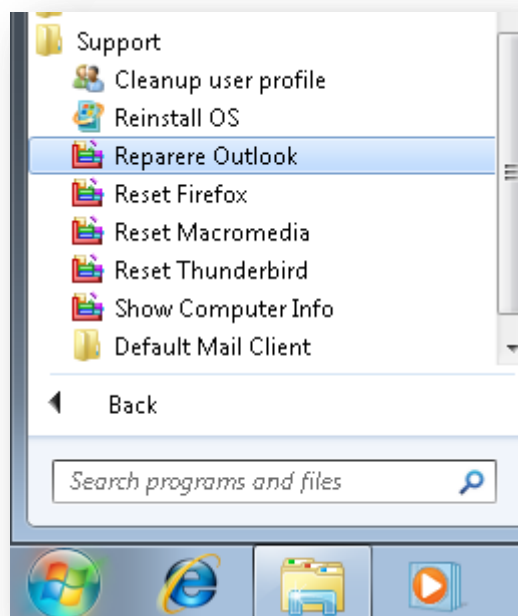 Support
Cleanup user profile
Reinstall OS
Reparere Outlook
Reset Firefox
Reset Macromedia
Reset Thunderbird
Show Computer Info
Default Mail Client
Back
Search programs and files